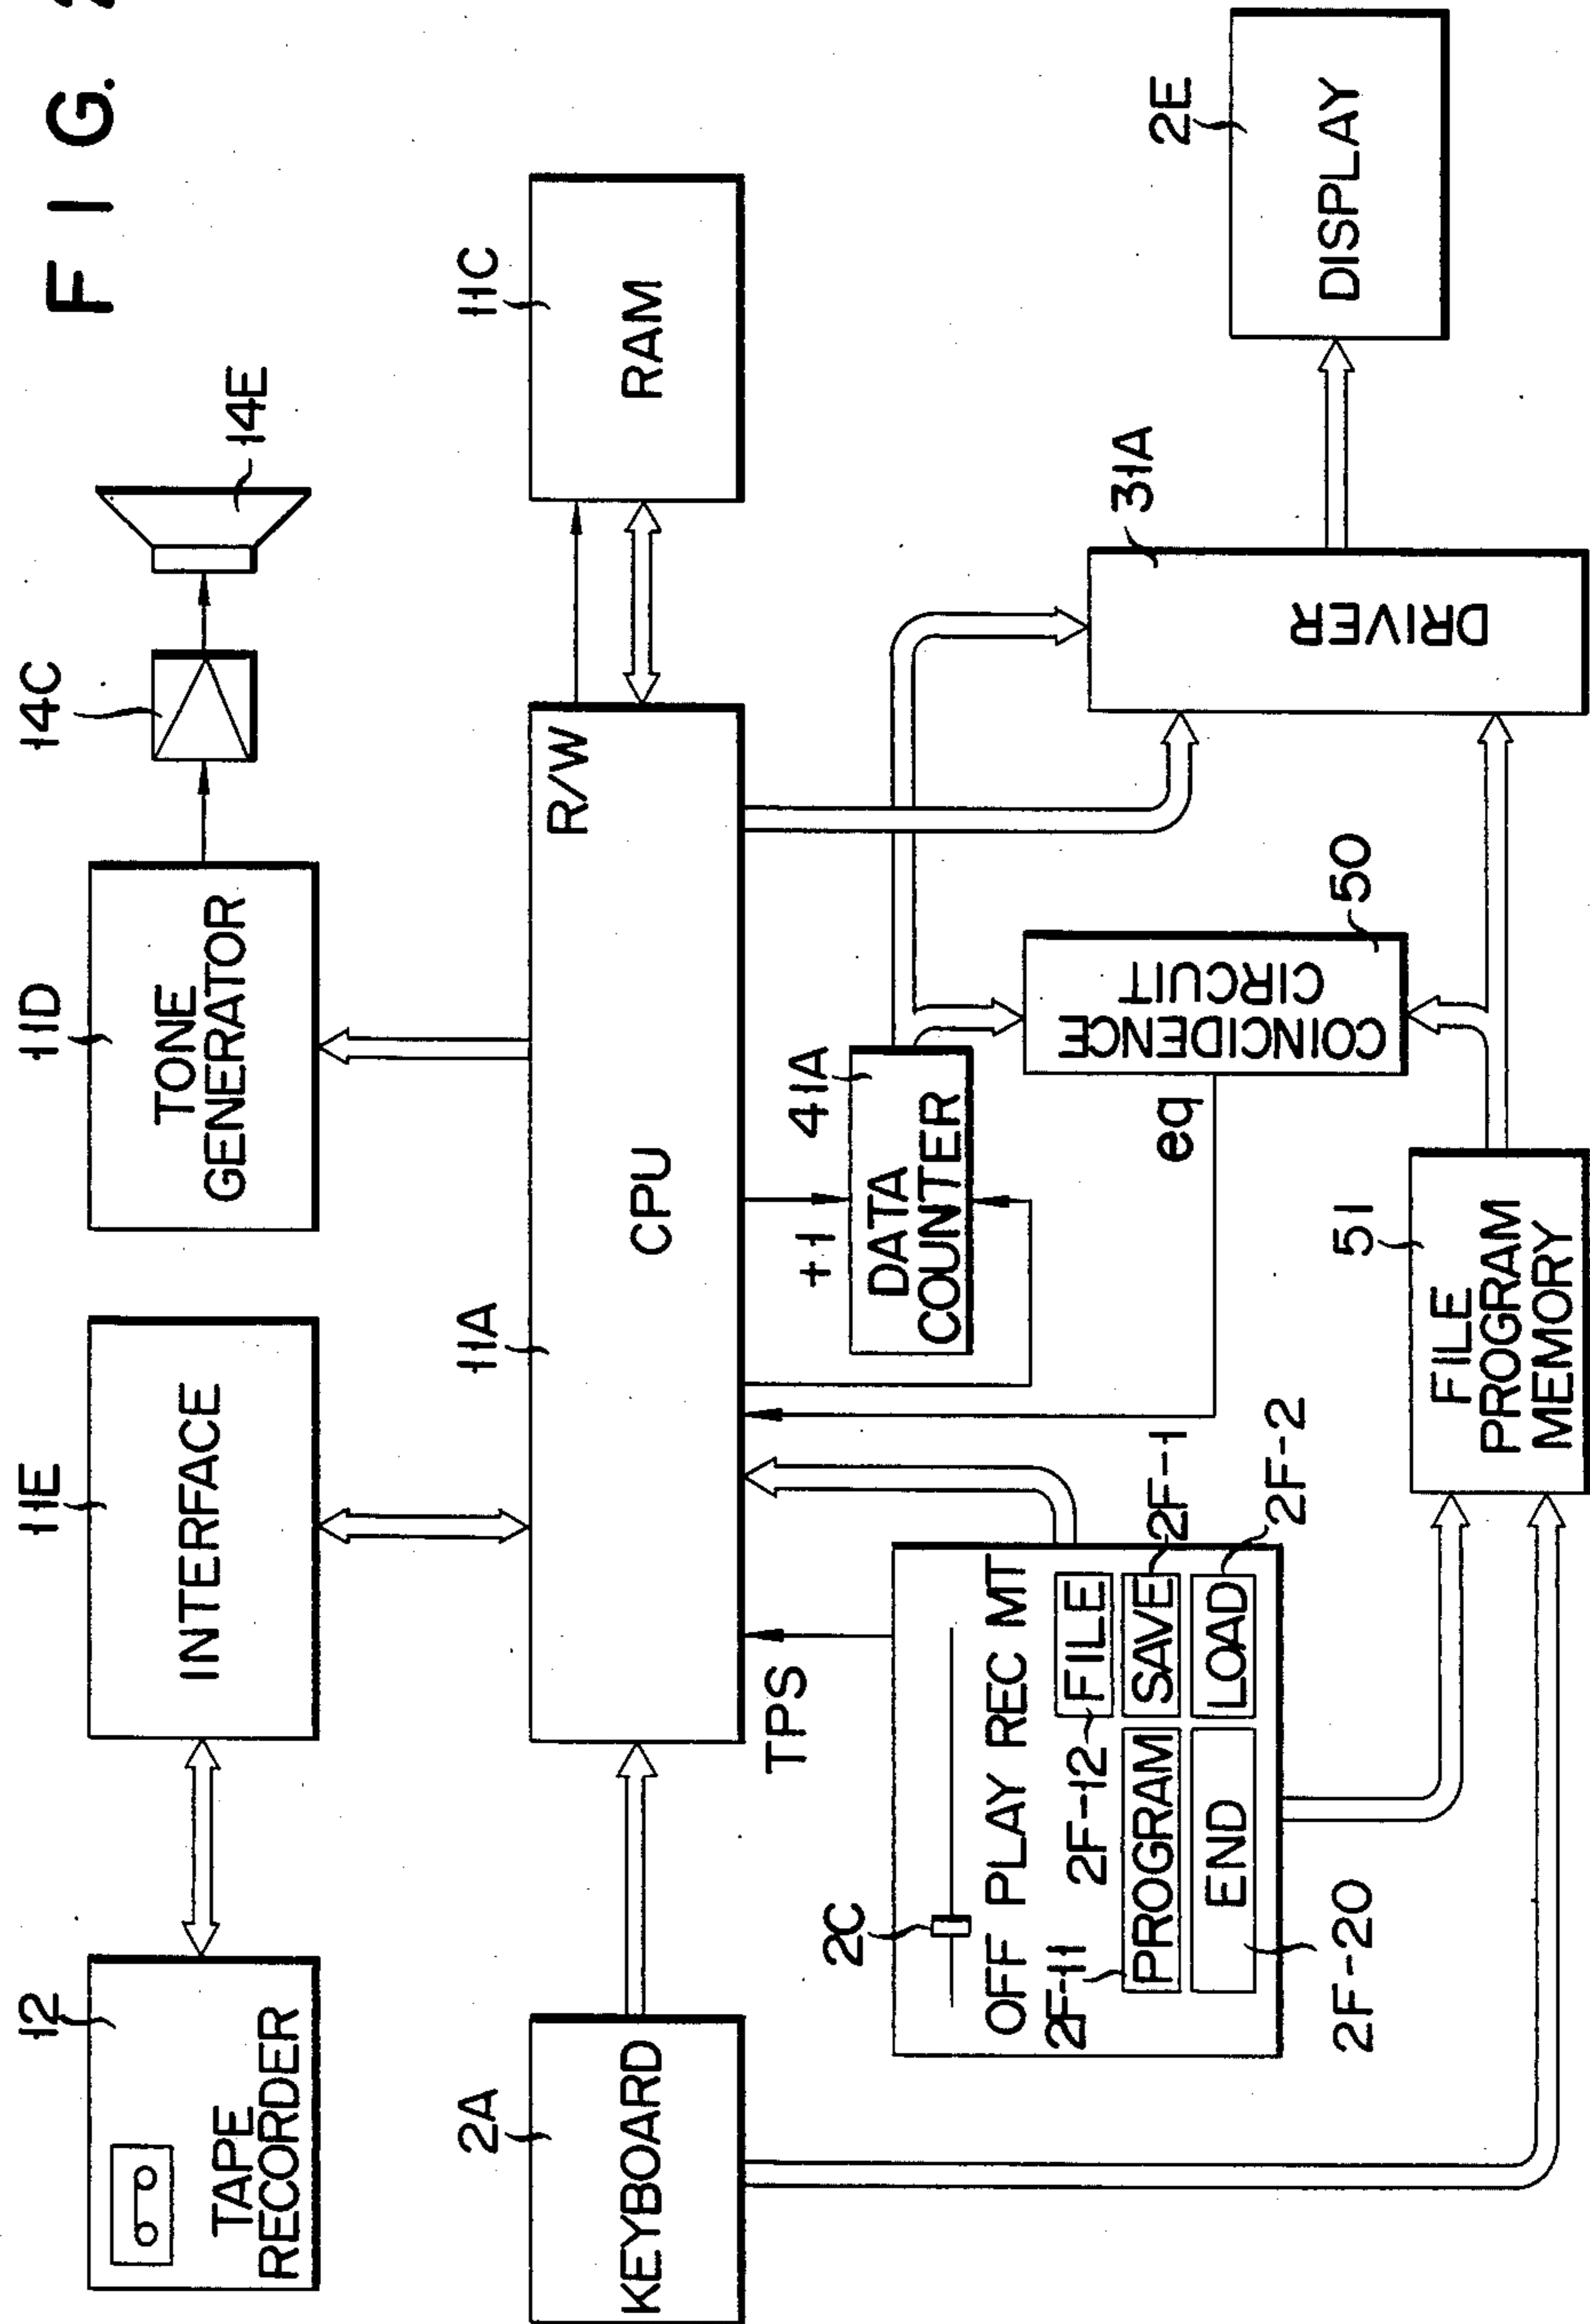 F I G.
12
TAPE
RECORDER
11E
INTERFACE
11D
TONE
GENERATOR
14C
14E
2A
KEYBOARD
11A
CPU
R/W
11C
RAM
TPS
+1
41A
DATA
COUNTER
2C
OFF PLAY REC MT
2F-11
PROGRAM
2F-12
FILE
SAVE
2F-1
END
LOAD
2F-2
2F-20
eq
COINCIDENCE
CIRCUIT
50
51
FILE
PROGRAM
MEMORY
31A
DRIVER
2E
DISPLAY